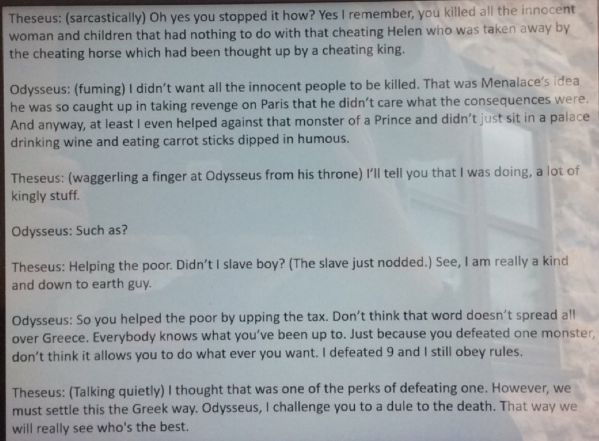 Theseus: (sarcastically) Oh yes you stopped it how? Yes I remember, you killed all the innocent
woman and children that had nothing to do with that cheating Helen who was taken away by
the cheating horse which had been thought up by a cheating king.
Odysseus: (fuming) I didn't want all the innocent people to be killed. That was Menalace's idea
he was so caught up in taking revenge on Paris that he didn't care what the consequences were.
And anyway, at least I even helped against that monster of a Prince and didn't just sit in a palace
drinking wine and eating carrot sticks dipped in humous.
Theseus: (waggerling a finger at Odysseus from his throne) I'll tell you that I was doing, a lot of
kingly stuff.
Odysseus: Such as?
Theseus: Helping the poor. Didn't I slave boy? (The slave just nodded.) See, I am really a kind
and down to earth guy.
Odysseus: So you helped the poor by upping the tax. Don't think that word doesn't spread all
over Greece. Everybody knows what you've been up to. Just because you defeated one monster,
don't think it allows you to do what ever you want. I defeated 9 and I still obey rules.
Theseus: (Talking quietly) I thought that was one of the perks of defeating one. However, we
must settle this the Greek way. Odysseus, I challenge you to a dule to the death. That way we
will really see who's the best.